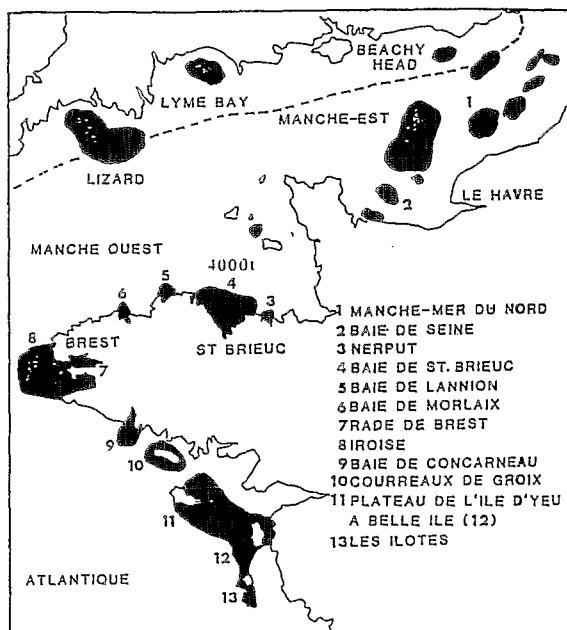 BEACHY
HEAD
LYME BAY
MANCHE-EST
1
LIZARD
LE HAVRE
2
MANCHE OUEST
4000t
5
4
6
3
8
BREST
ST BRIEUC
7
9
10
11
12
13
ATLANTIQUE
1 MANCHE-MER DU NORD
2 BAIE DE SEINE
3 NERPUT
4 BAIE DE ST. BRIEUC
5 BAIE DE LANNION
6 BAIE DE MORLAIX
7 RADE DE BREST
8 IROISE
9 BAIE DE CONCARNEAU
10 COURREAUX DE GROIX
11 PLATEAU DE L'ILE D'YEU
A BELLE ILE (12)
13 LES ILOTES